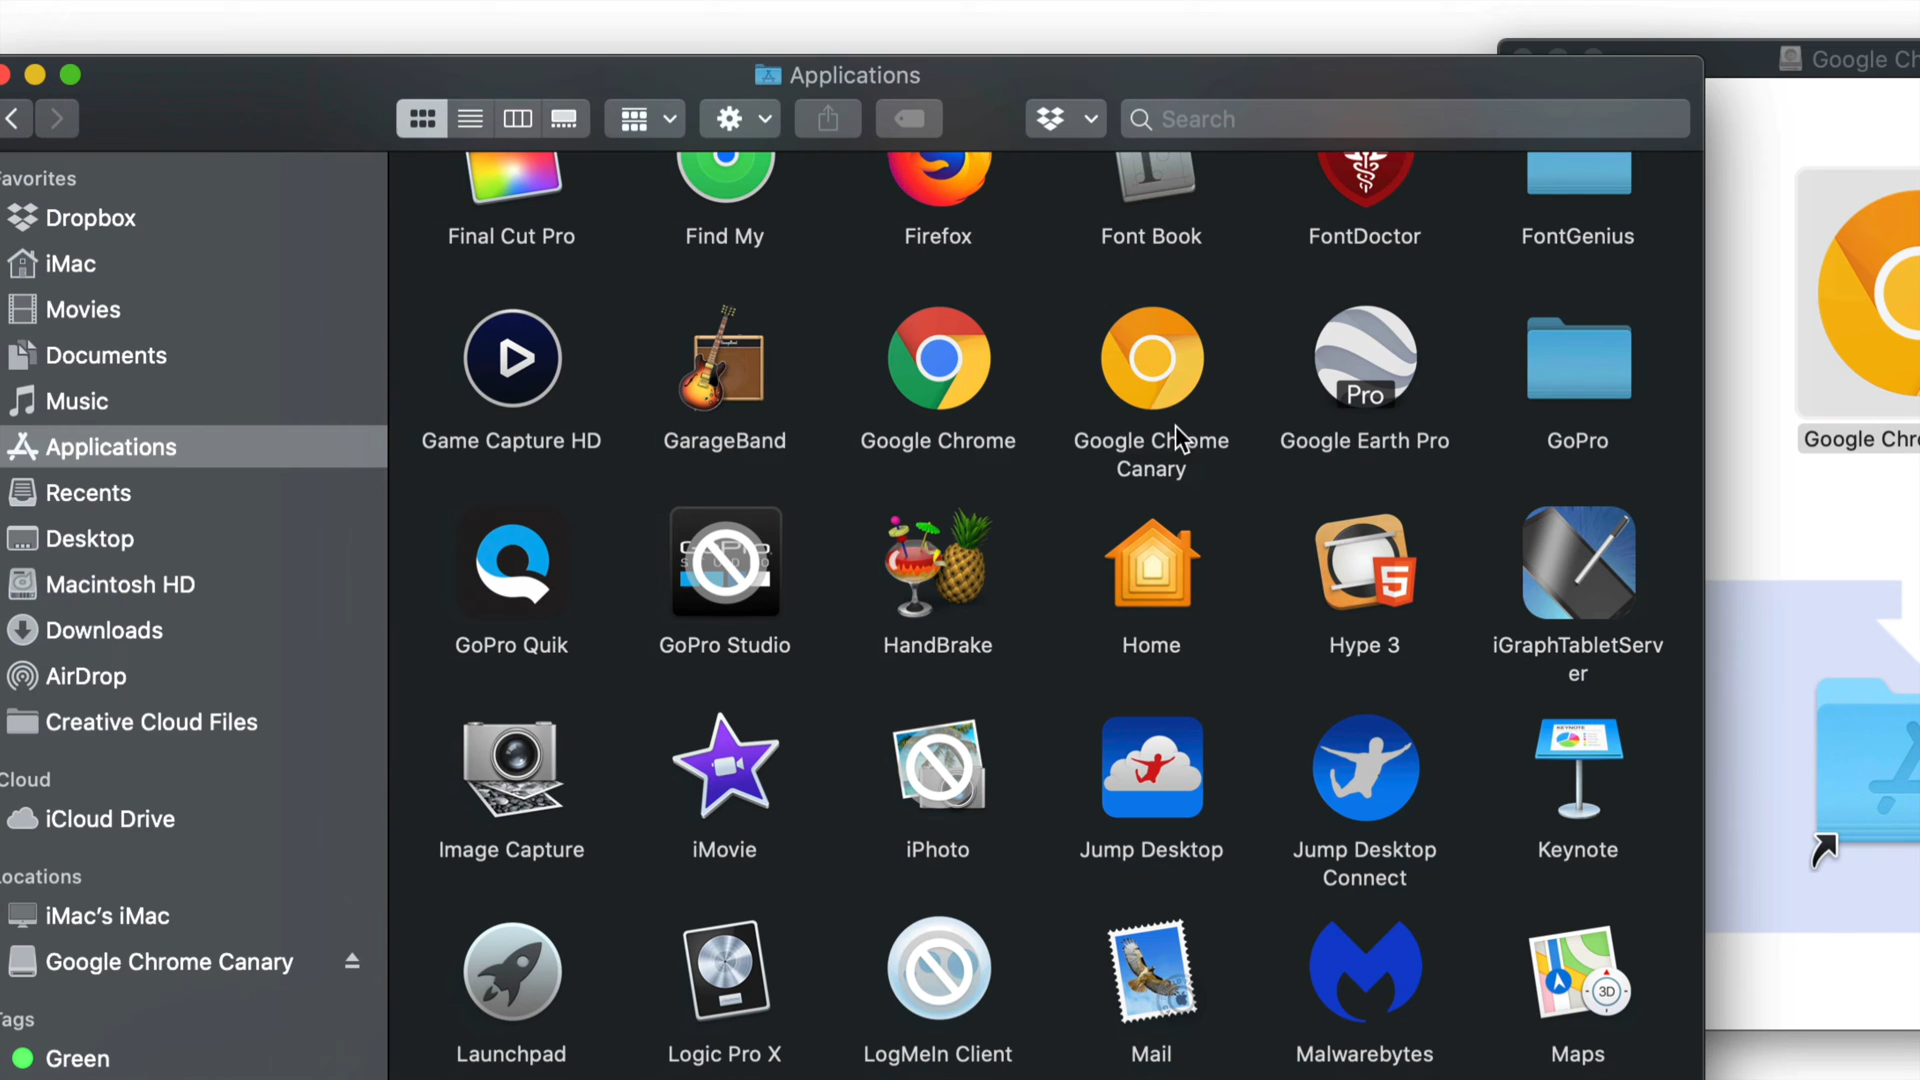 Google Ch
Applications
Search
avorites
Dropbox
iMac
Movies
Documents
Music
Applications
Recents
Desktop
Macintosh HD
Downloads
AirDrop
Creative Cloud Files
Cloud
iCloud Drive
ocations
iMac's iMac
Google Chrome Canary
ags
Green
Final Cut Pro
Find My
Firefox
Font Book
FontDoctor
FontGenius
Pro
Game Capture HD
GarageBand
Google Chrome
Google Chrome
Canary
Google Earth Pro
GoPro
5
GoPro Quik
GoPro Studio
HandBrake
Home
Hype 3
iGraphTabletServ
er
KEYNOTE
Image Capture
iMovie
iPhoto
Jump Desktop
Jump Desktop
Connect
Keynote
3D
Launchpad
Logic Pro X
LogMeIn Client
Mail
Malwarebytes
Maps
Google Chr